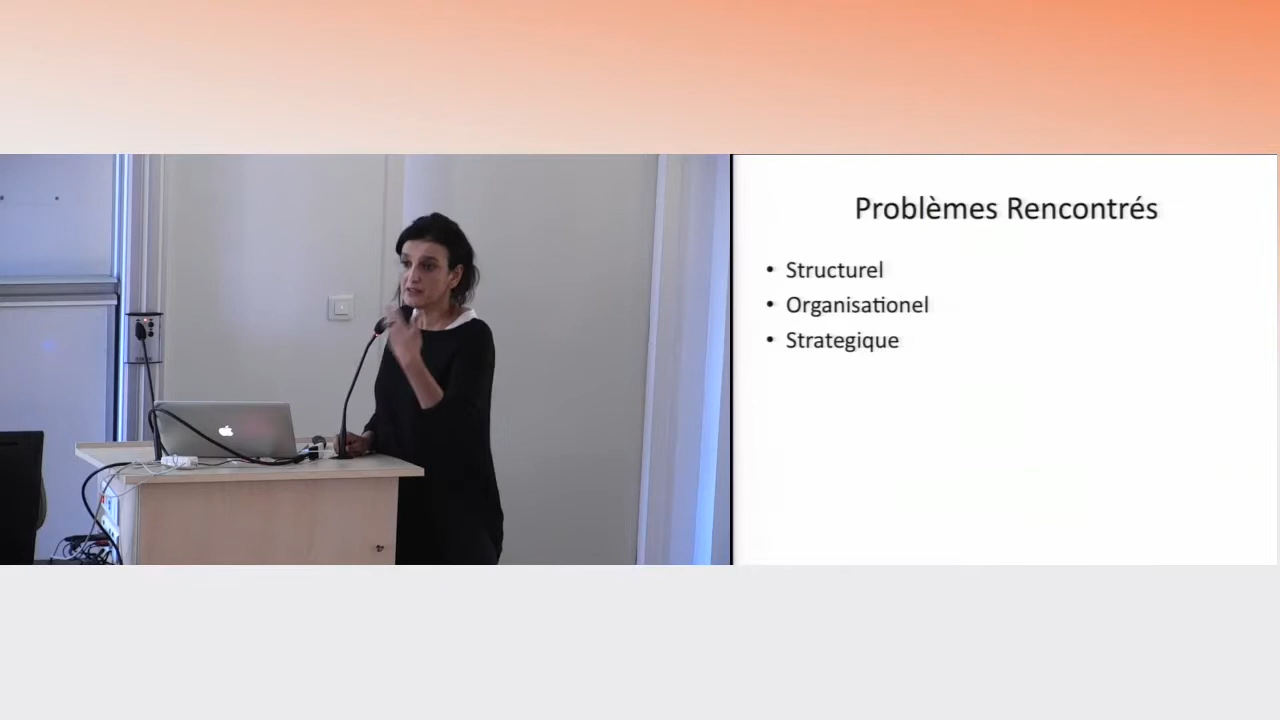 Problèmes Rencontrés
• Structurel
• Organisationel
• Strategique